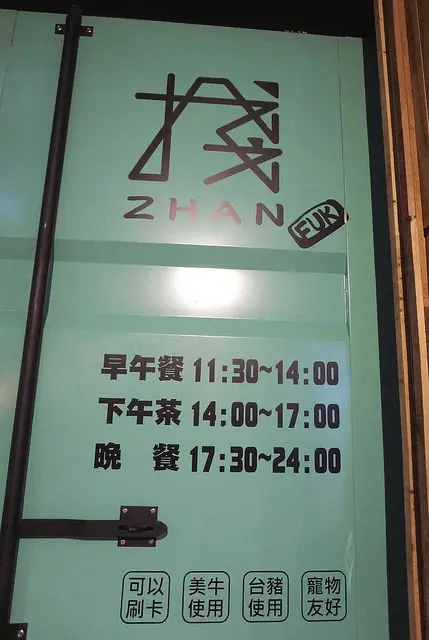 棧
ZHAN
FUK
早午餐 11:30~14:00
下午茶 14:00~17:00
晚 餐 17:30~24:00
可以刷卡 美牛使用 台豬使用 寵物友好